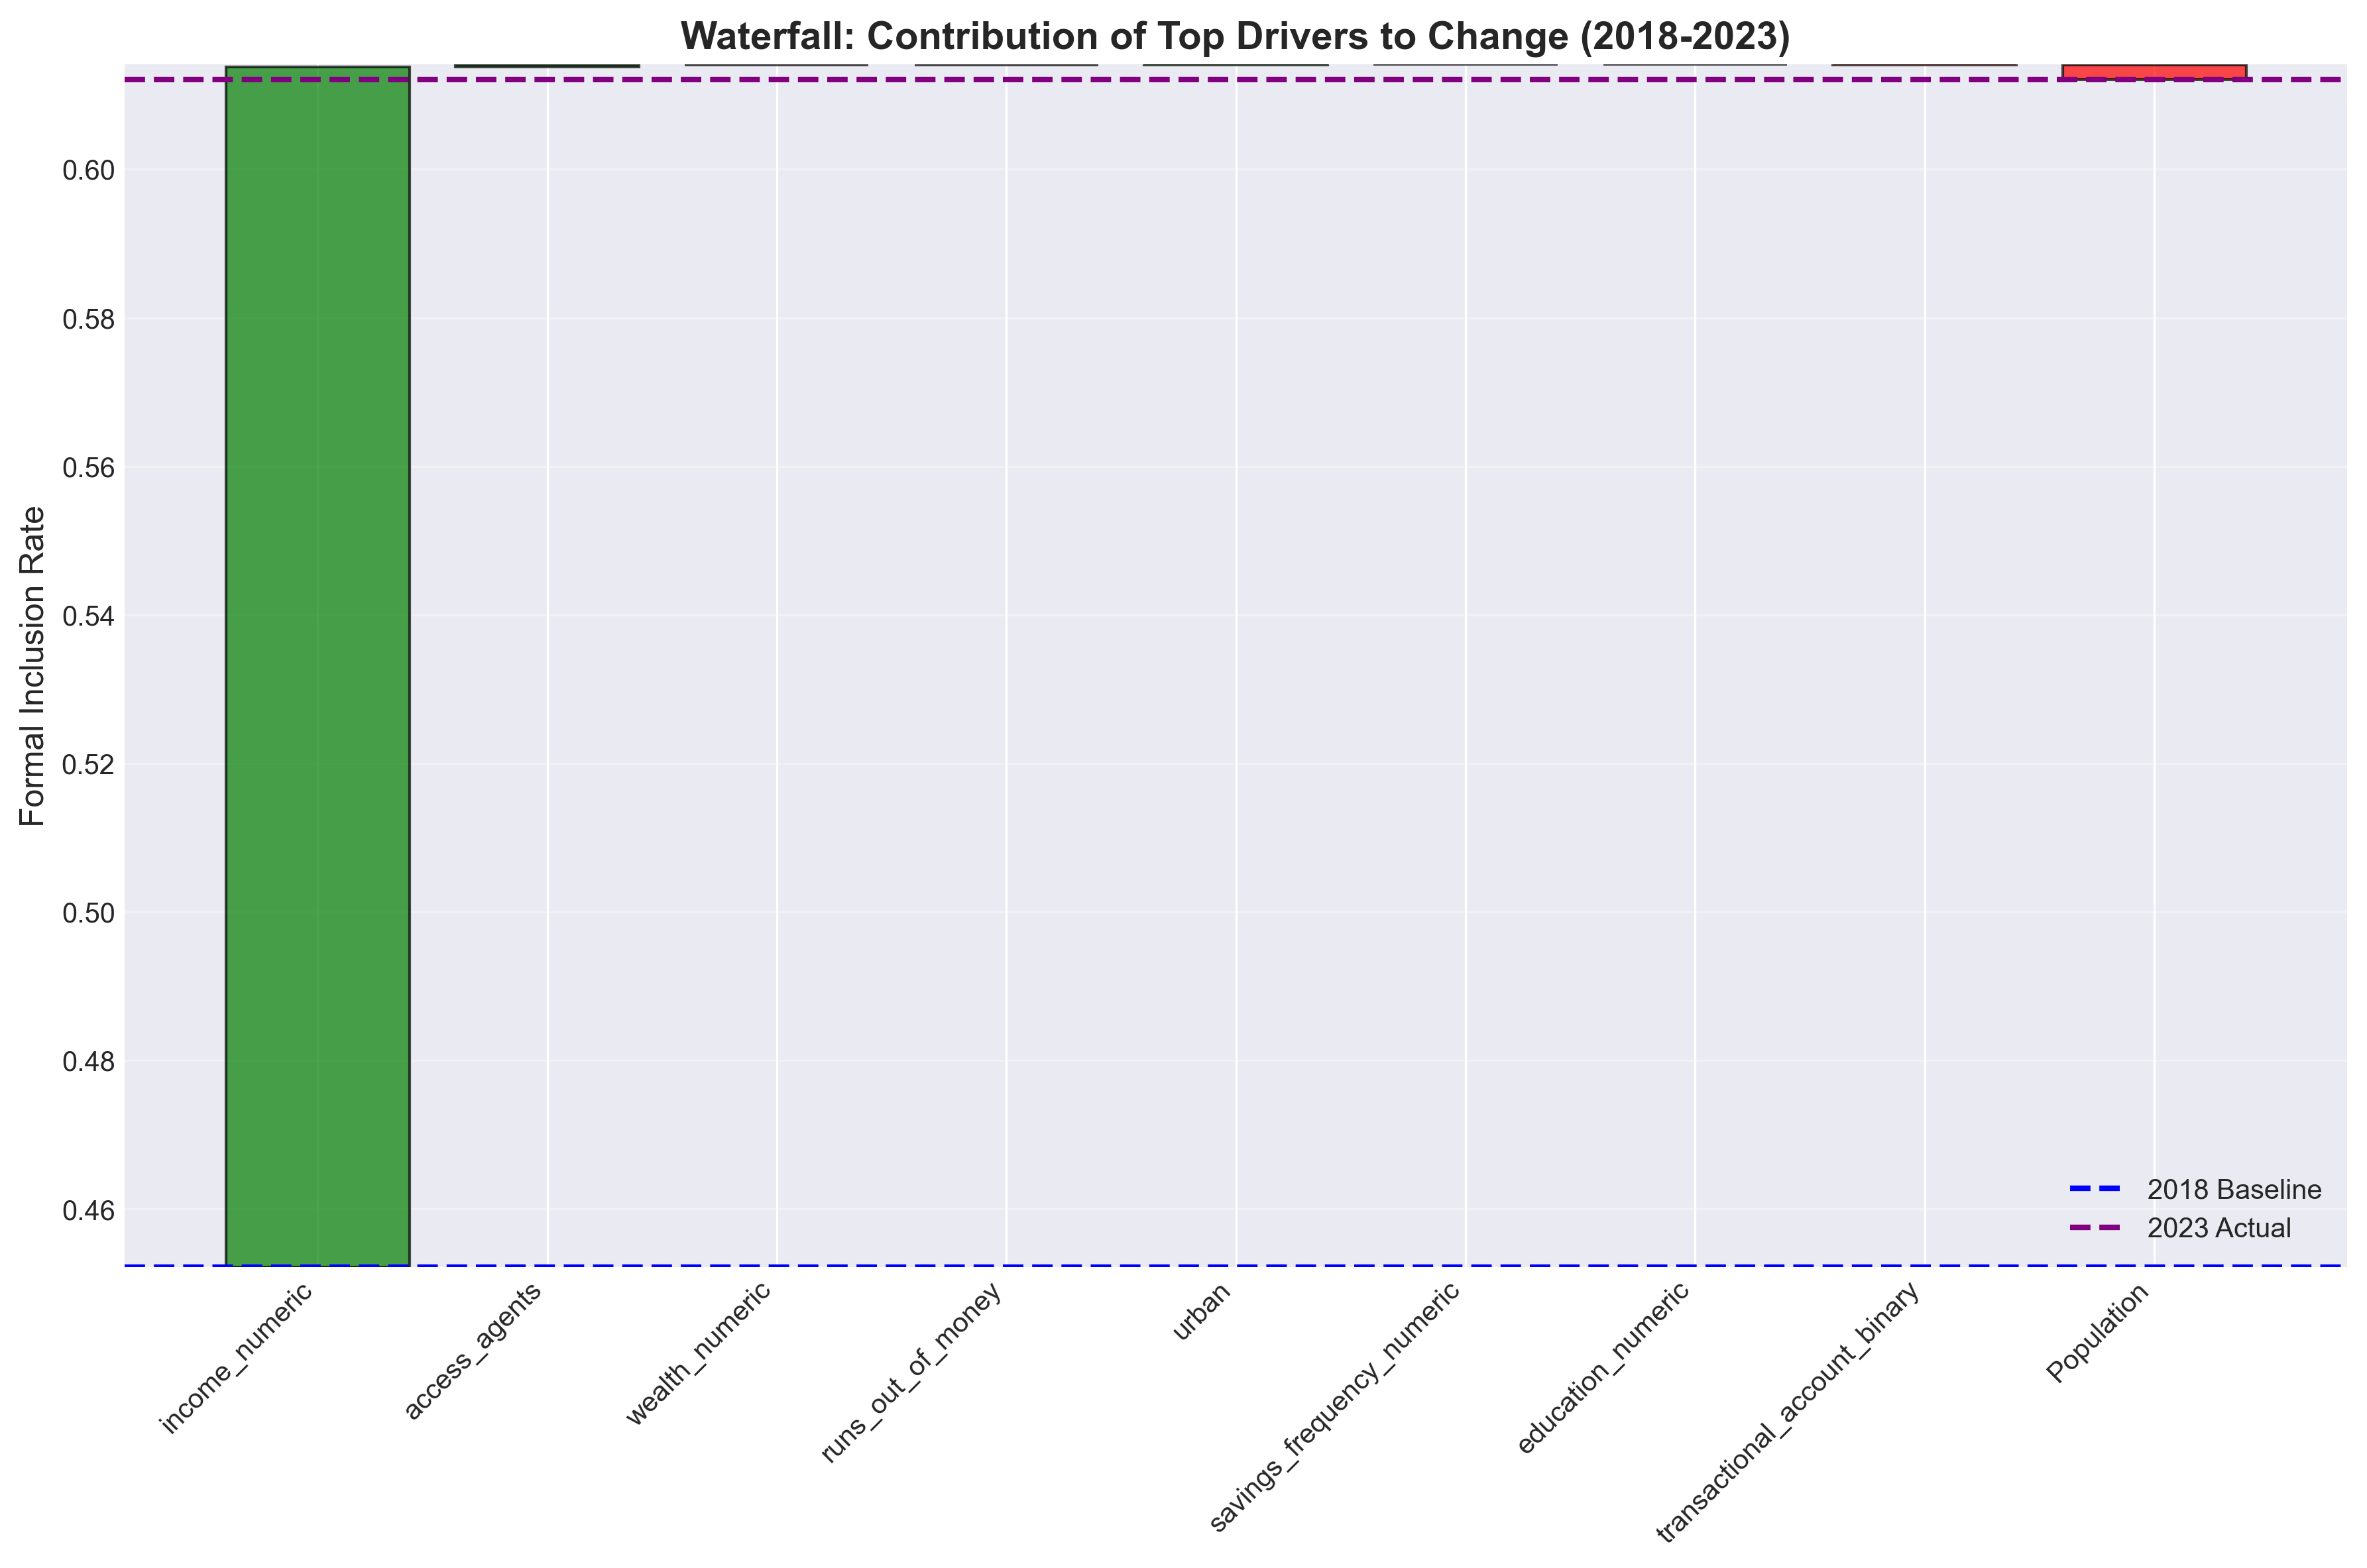 Waterfall: Contribution of Top Drivers to Change (2018-2023)
Formal Inclusion Rate
0.60
0.58
0.56
0.54
0.52
0.50
0.48
0.46
2018 Baseline
2023 Actual
income_numeric
access_agents
wealth_numeric
runs_out_of_money
urban
savings_frequency_numeric
education_numeric
transactional_account_binary
Population